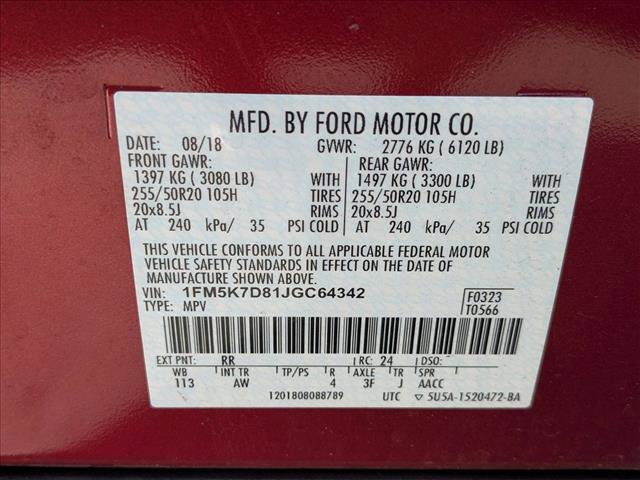 MFD. BY FORD MOTOR CO.
DATE: 08/18 GVWR: 2776 KG ( 6120 LB)
FRONT GAWR: REAR GAWR:
1397 KG ( 3080 LB) WITH 1497 KG ( 3300 LB) WITH
255/50R20 105H TIRES 255/50R20 105H TIRES
20x8.5J RIMS 20x8.5J RIMS
AT 240 kPa/ 35 PSI COLD AT 240 kPa/ 35 PSI COLD
THIS VEHICLE CONFORMS TO ALL APPLICABLE FEDERAL MOTOR
VEHICLE SAFETY STANDARDS IN EFFECT ON THE DATE OF
MANUFACTURE SHOWN ABOVE.
VIN: 1FM5K7D81JGC64342 F0323
TYPE: MPV T0566
EXT PNT: RR RC: 24 DSO:
WB INT TR TP/PS R AXLE TR SPR
113 AW 4 3F J AACC
1201808088789 UTC ▽ 5U5A-1520472-BA